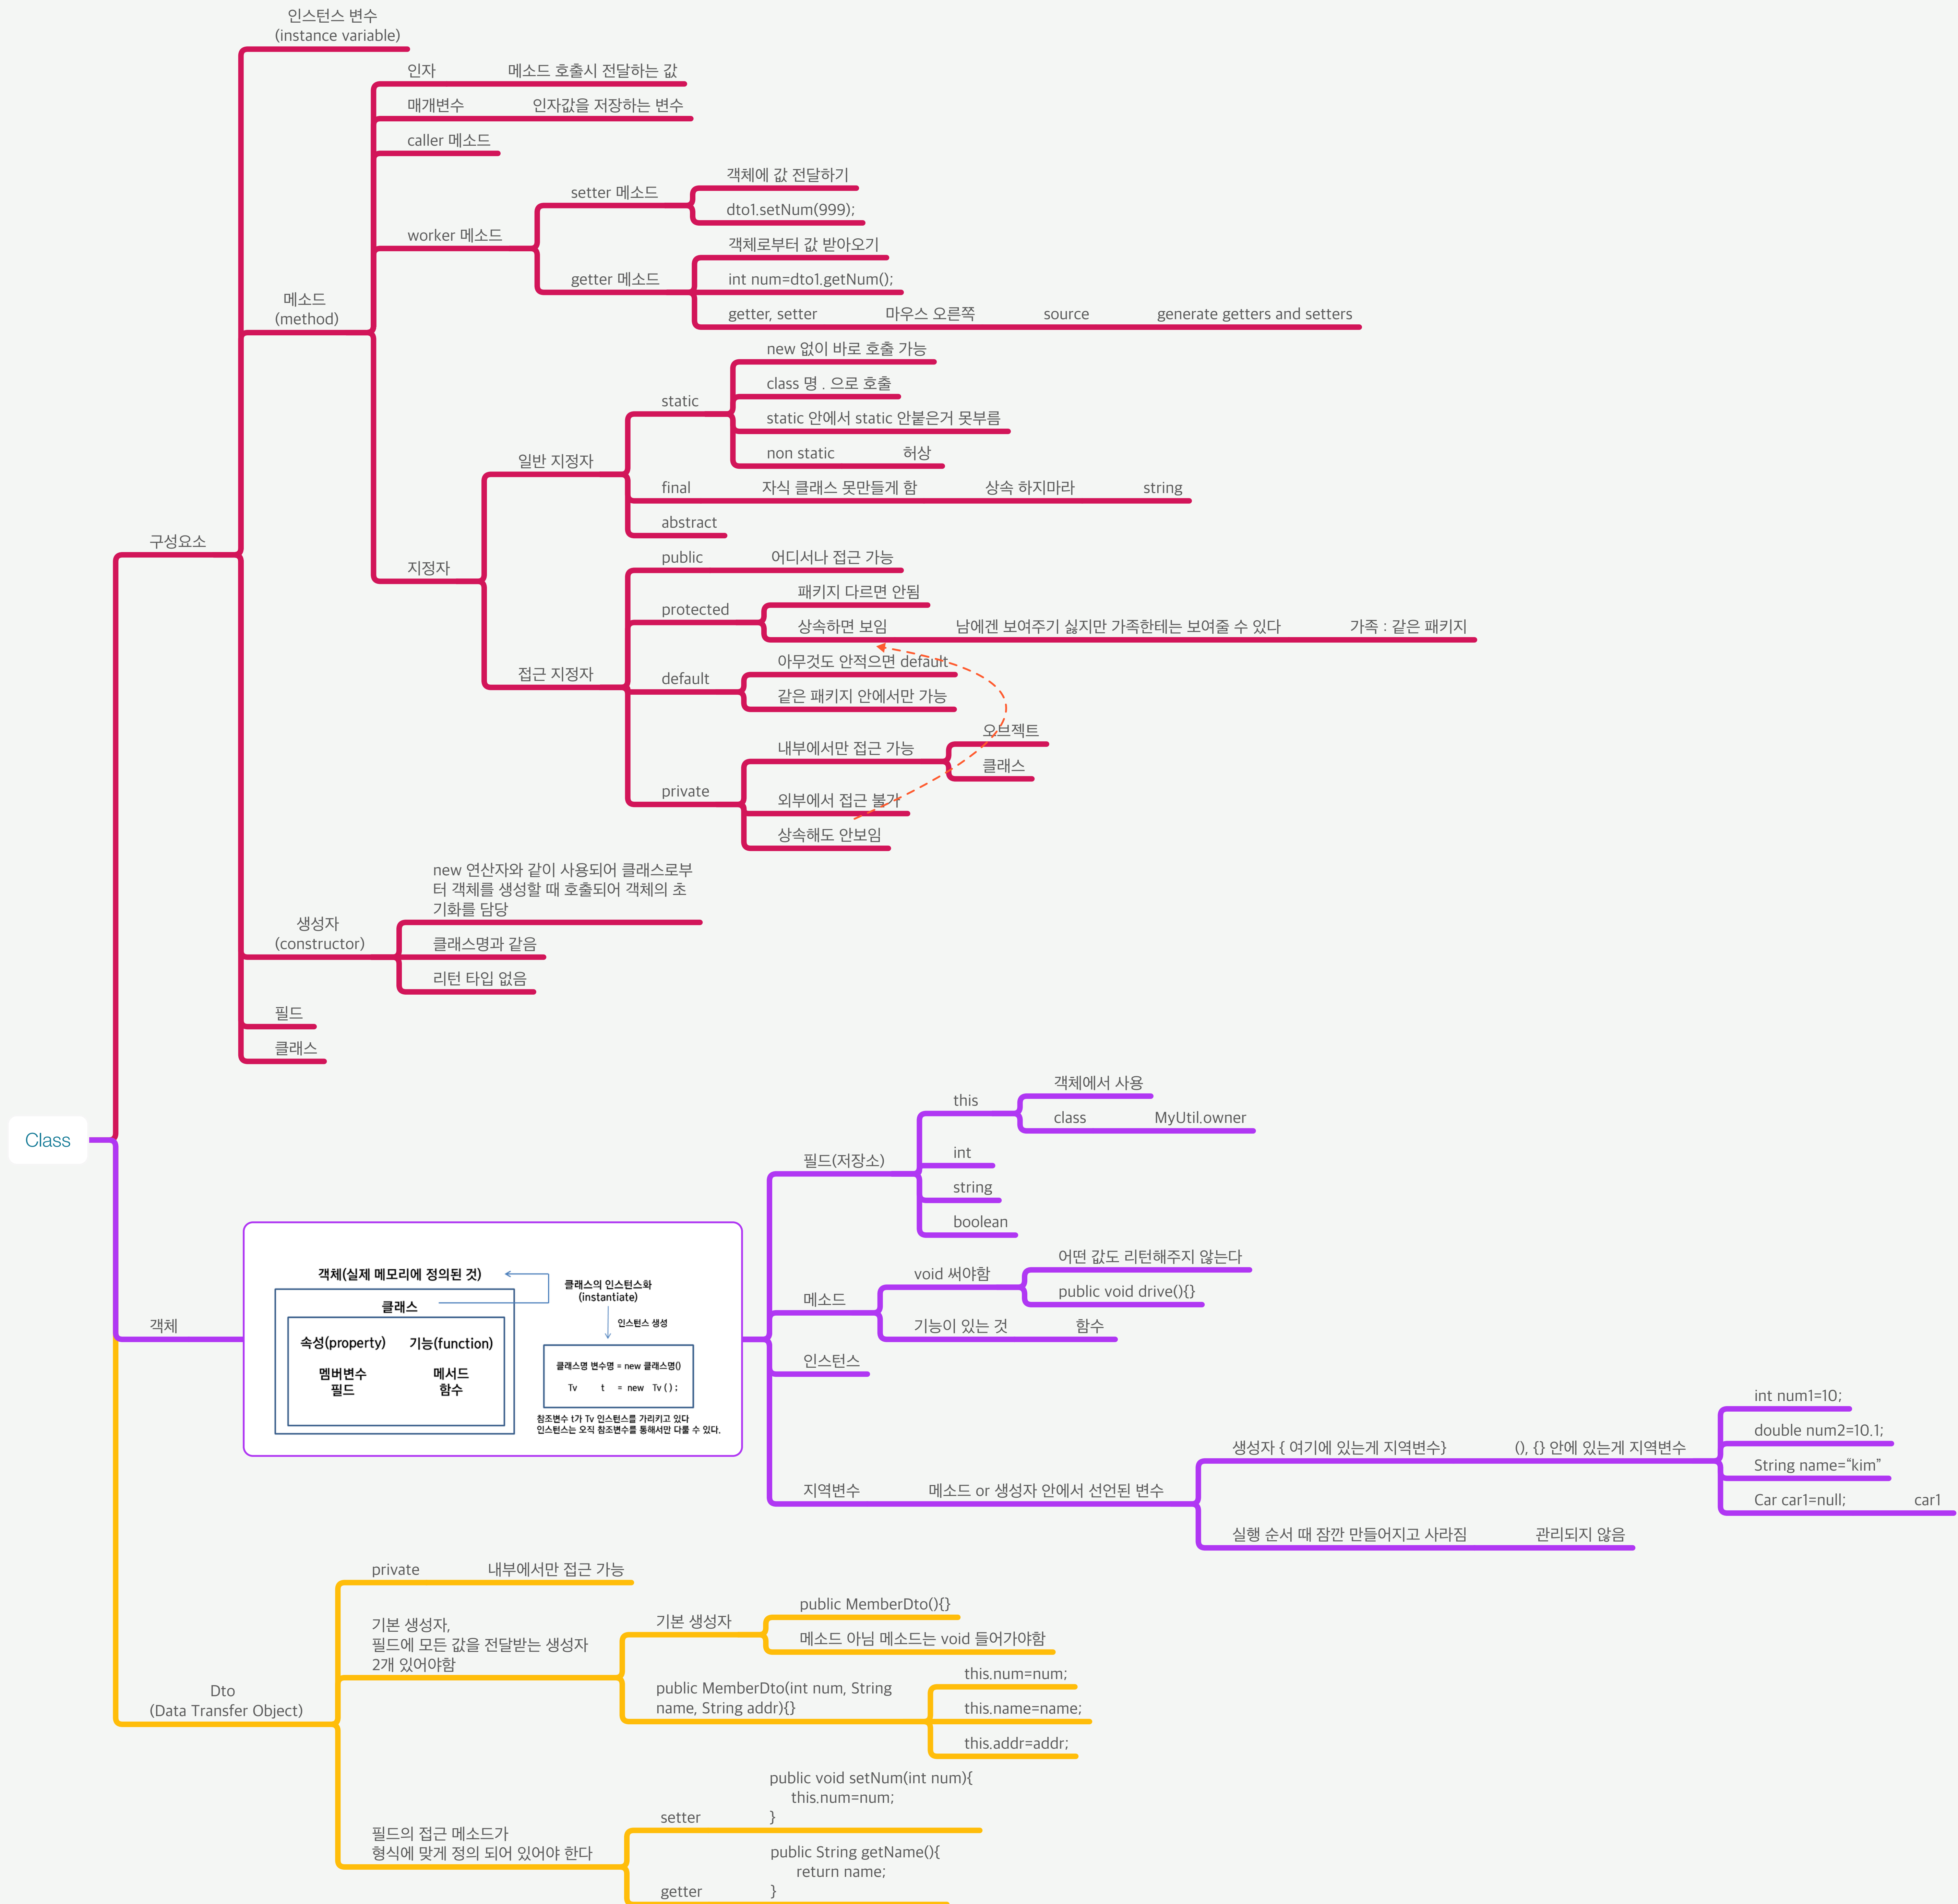 인스턴스 변수
(instance variable)
인자 메소드 호출시 전달하는 값
매개변수 인자값을 저장하는 변수
caller 메소드
객체에 값 전달하기
setter 메소드
dto1.setNum(999);
worker 메소드
객체로부터 값 받아오기
getter 메소드 int num=dto1.getNum();
메소드
(method)
getter, setter 마우스 오른쪽 source generate getters and setters
new 없이 바로 호출 가능
class 명 . 으로 호출
static
static 안에서 static 안붙은거 못부름
non static 허상
일반 지정자
final 자식 클래스 못만들게 함 상속 하지마라 string
abstract
구성요소
public 어디서나 접근 가능
지정자
패키지 다르면 안됨
protected
상속하면 보임 남에겐 보여주기 싫지만 가족한테는 보여줄 수 있다 가족 : 같은 패키지
접근 지정자
아무것도 안적으면 default
default
같은 패키지 안에서만 가능
오브젝트
내부에서만 접근 가능
클래스
private
외부에서 접근 불가
상속해도 안보임
new 연산자와 같이 사용되어 클래스로부
터 객체를 생성할 때 호출되어 객체의 초
기화를 담당
생성자
(constructor)
클래스명과 같음
리턴 타입 없음
필드
클래스
Class
객체에서 사용
this
class MyUtil.owner
필드(저장소)
int
string
boolean
객체
객체(실제 메모리에 정의된 것)
클래스의 인스턴스화
(instantiate)
클래스
인스턴스 생성
속성(property) 기능(function)
멤버변수 메서드
필드 함수
클래스명 변수명 = new 클래스명()
Tv t = new Tv ( ) ;
참조변수 t가 Tv 인스턴스를 가리키고 있다
인스턴스는 오직 참조변수를 통해서만 다룰 수 있다.
어떤 값도 리턴해주지 않는다
void 써야함
public void drive(){}
메소드
기능이 있는 것 함수
인스턴스
int num1=10;
double num2=10.1;
생성자 { 여기에 있는게 지역변수} (), {} 안에 있는게 지역변수
String name=“kim”
지역변수 메소드 or 생성자 안에서 선언된 변수
Car car1=null; car1
실행 순서 때 잠깐 만들어지고 사라짐 관리되지 않음
private 내부에서만 접근 가능
public MemberDto(){}
기본 생성자
메소드 아님 메소드는 void 들어가야함
기본 생성자,
필드에 모든 값을 전달받는 생성자
2개 있어야함
this.num=num;
public MemberDto(int num, String
name, String addr){}
this.name=name;
this.addr=addr;
Dto
(Data Transfer Object)
public void setNum(int num){
this.num=num;
}
setter
필드의 접근 메소드가
형식에 맞게 정의 되어 있어야 한다
public String getName(){
return name;
}
getter